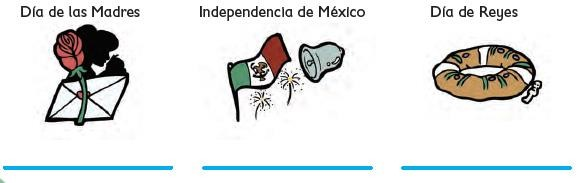 Día de las Madres
Independencia de México
Día de Reyes